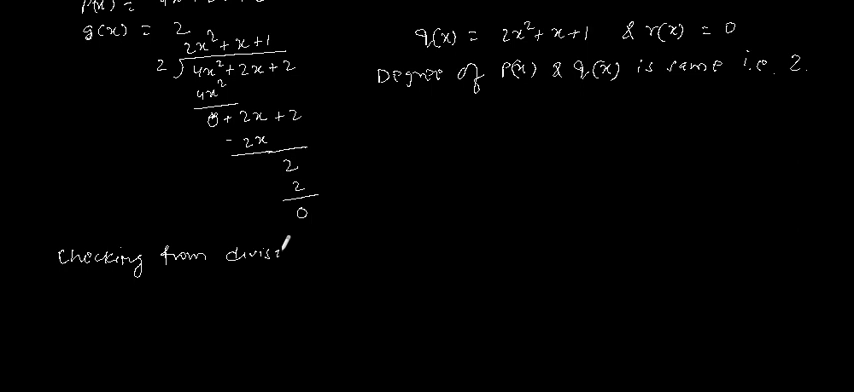 g(x) = 2
2x² + x + 1
2 ) 4x² + 2x + 2
4x²
0 + 2x + 2
- 2x
2
2
0
q(x) = 2x² + x + 1 & r(x) = 0
Degree of P(x) & q(x) is same i.e. 2.
Checking from divisi